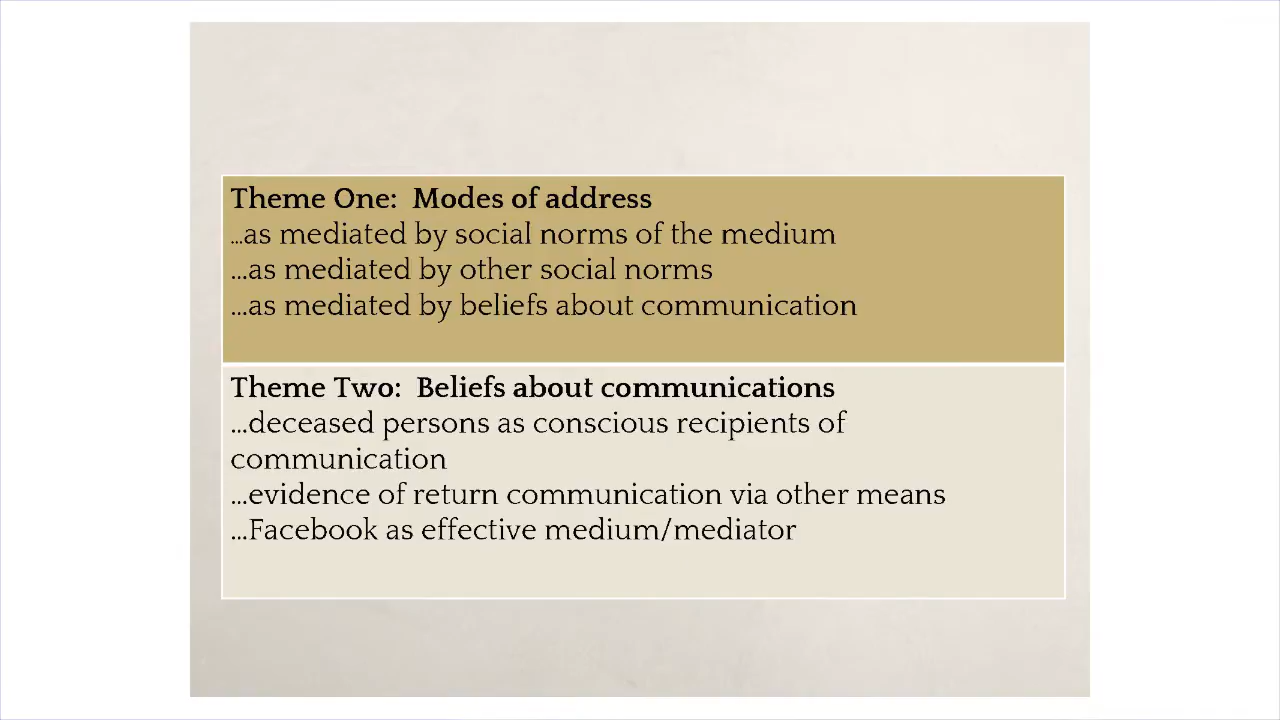 Theme One:  Modes of address
...as mediated by social norms of the medium
...as mediated by other social norms
...as mediated by beliefs about communication
Theme Two:  Beliefs about communications
...deceased persons as conscious recipients of
communication
...evidence of return communication via other means
...Facebook as effective medium/mediator